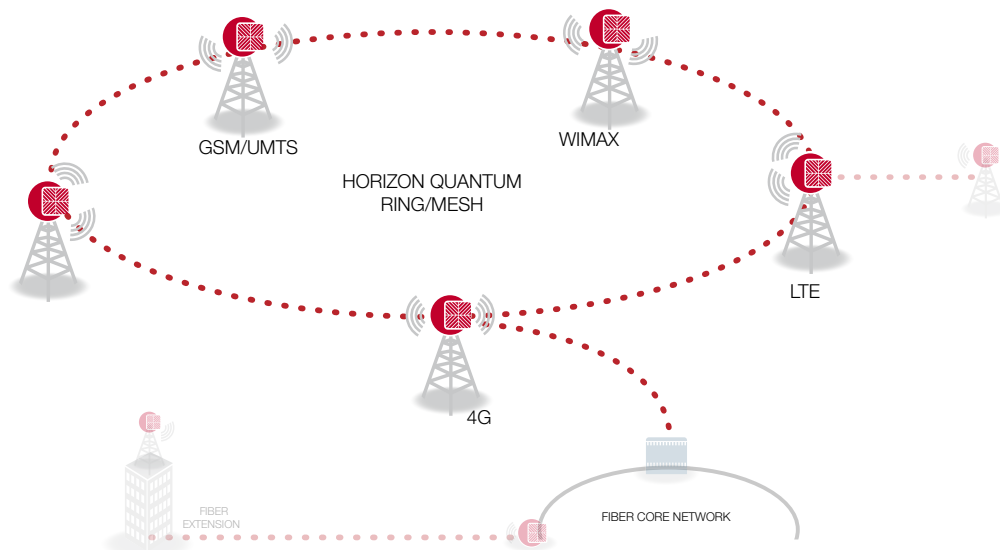 GSM/UMTS
WIMAX
HORIZON QUANTUM
RING/MESH
LTE
4G
FIBER
EXTENSION
FIBER CORE NETWORK